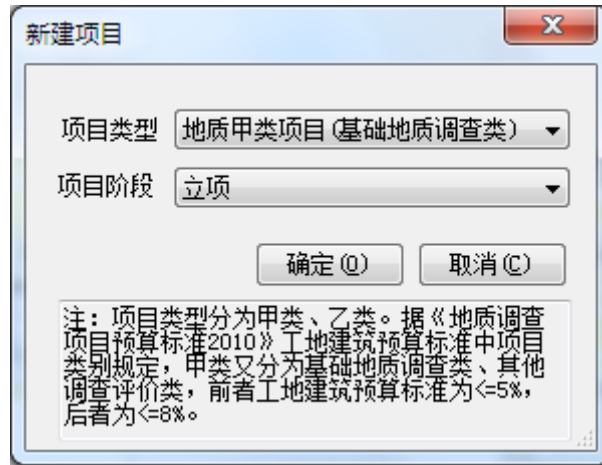 新建项目
项目类型 地质甲类项目(基础地质调查类)
项目阶段 立项
确定(O) 取消(C)
注：项目类型分为甲类、乙类。据《地质调查
项目预算标准2010》工地建筑预算标准中项目
类别规定，甲类又分为基础地质调查类、其他
调查评价类，前者工地建筑预算标准为<=5%，
后者为<=8%。